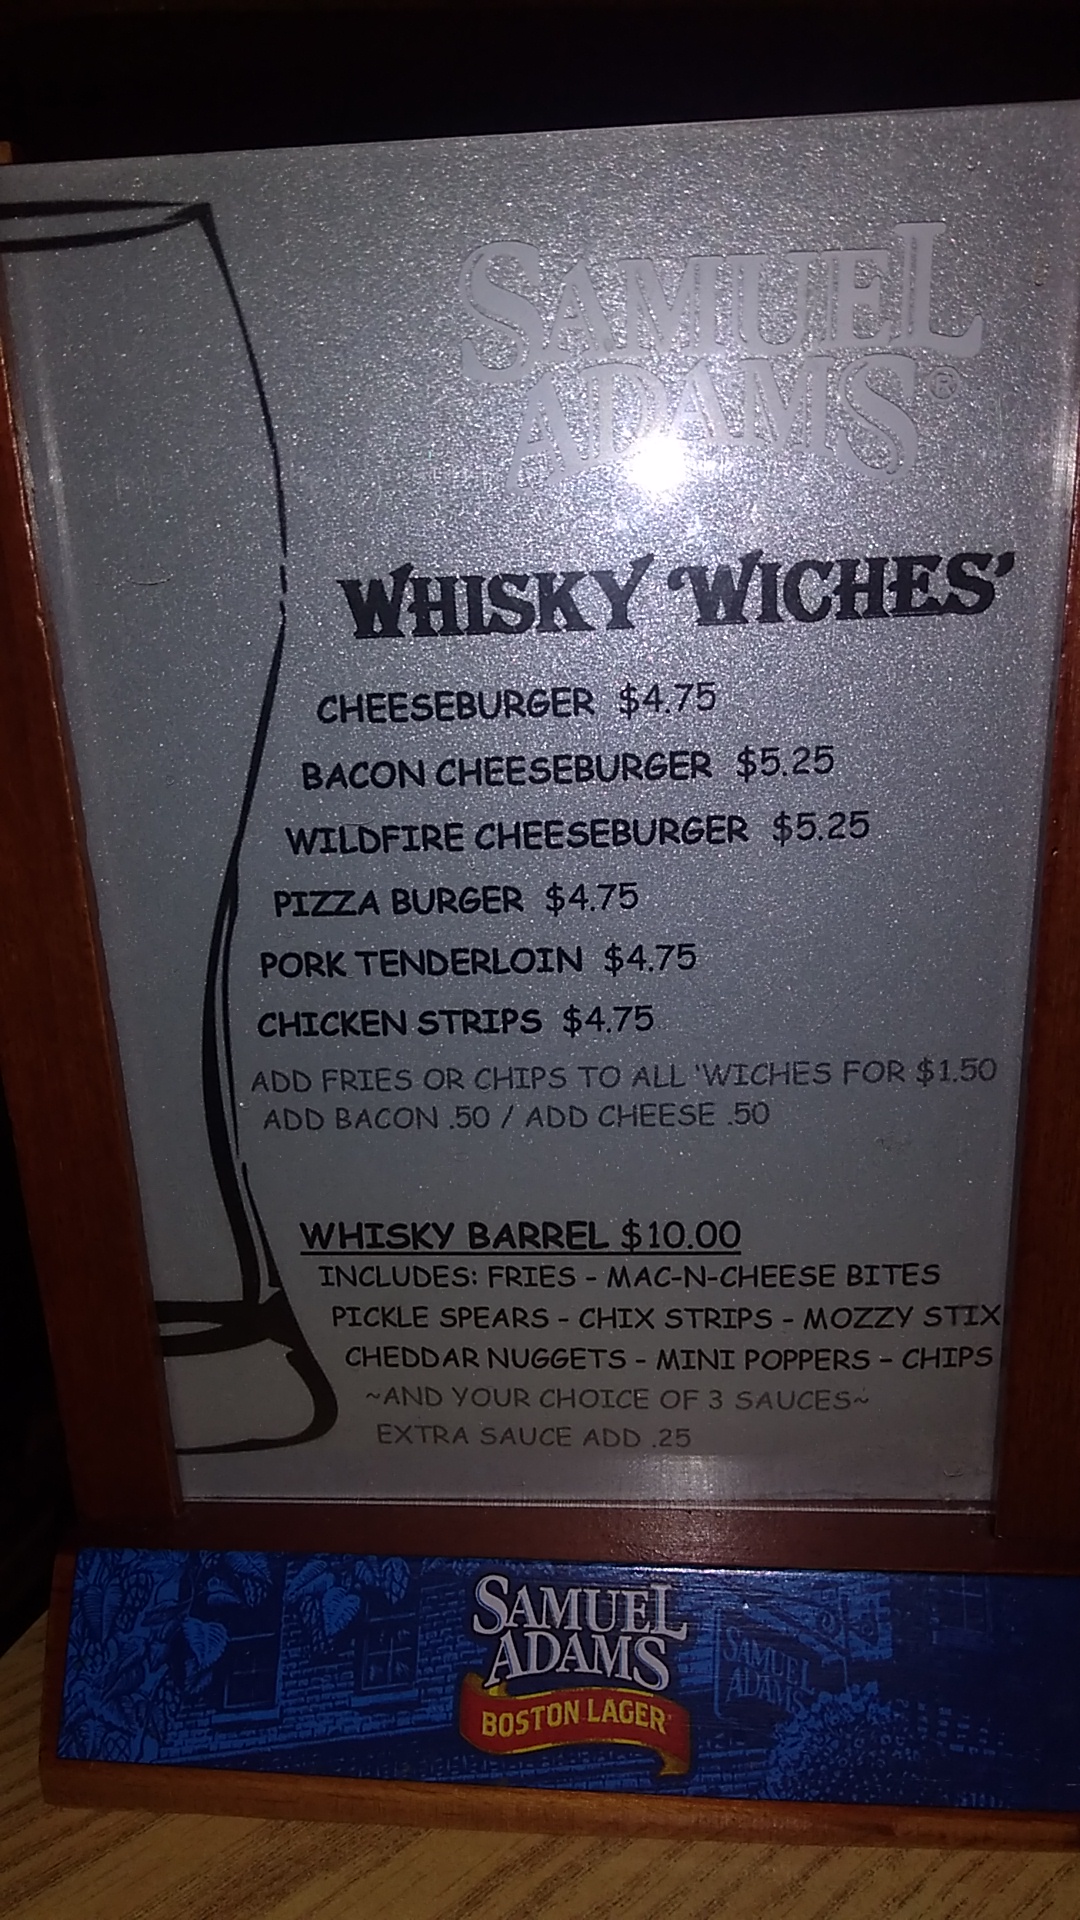 SAMUEL
ADAMS®
WHISKY 'WICHES'
CHEESEBURGER $4.75
BACON CHEESEBURGER $5.25
WILDFIRE CHEESEBURGER $5.25
PIZZA BURGER $4.75
PORK TENDERLOIN $4.75
CHICKEN STRIPS $4.75
ADD FRIES OR CHIPS TO ALL 'WICHES FOR $1.50
ADD BACON .50 / ADD CHEESE .50
WHISKY BARREL $10.00
INCLUDES: FRIES - MAC-N-CHEESE BITES
PICKLE SPEARS - CHIX STRIPS - MOZZY STIX
CHEDDAR NUGGETS - MINI POPPERS - CHIPS
~AND YOUR CHOICE OF 3 SAUCES~
EXTRA SAUCE ADD .25
SAMUEL
ADAMS
BOSTON LAGER
SAMUEL
ADAMS